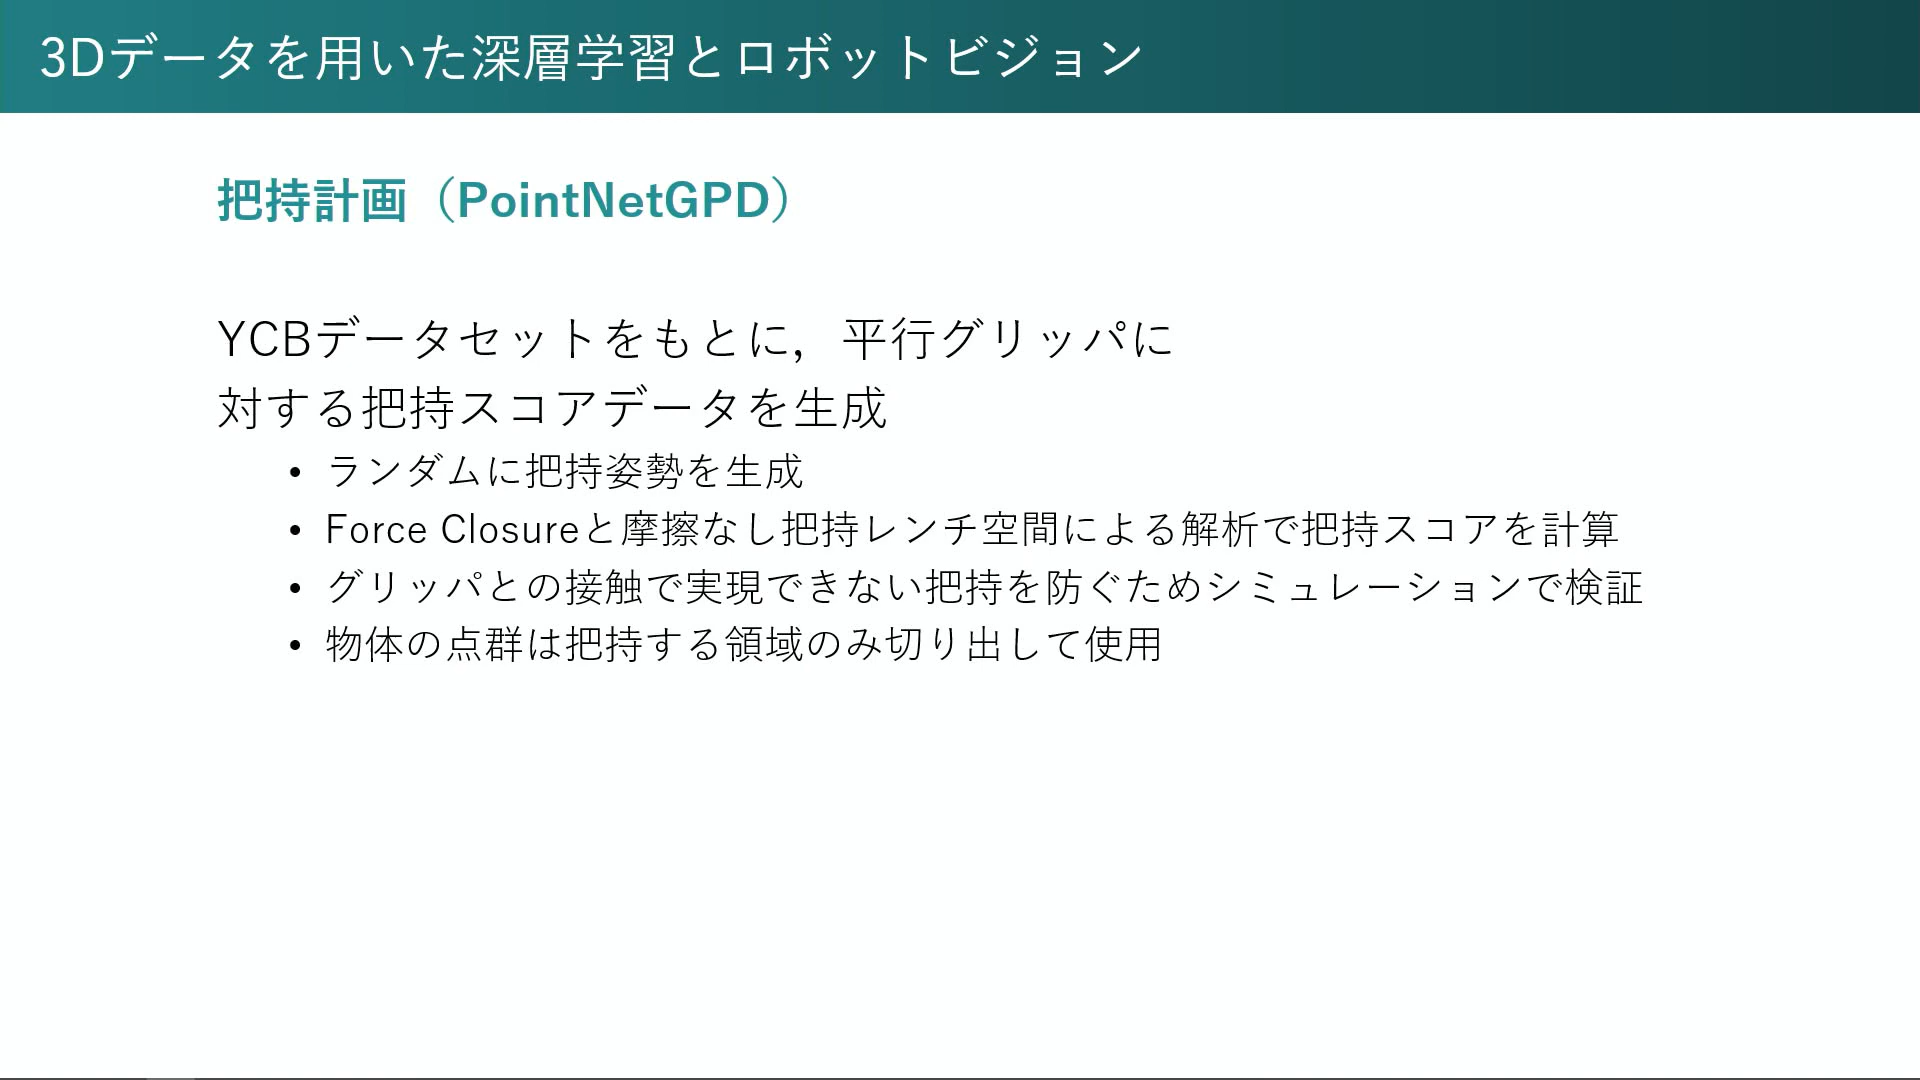 3Dデータを用いた深層学習とロボットビジョン
把持計画（PointNetGPD）
YCBデータセットをもとに，平行グリッパに
対する把持スコアデータを生成
• ランダムに把持姿勢を生成
• Force Closureと摩擦なし把持レンチ空間による解析で把持スコアを計算
• グリッパとの接触で実現できない把持を防ぐためシミュレーションで検証
• 物体の点群は把持する領域のみ切り出して使用